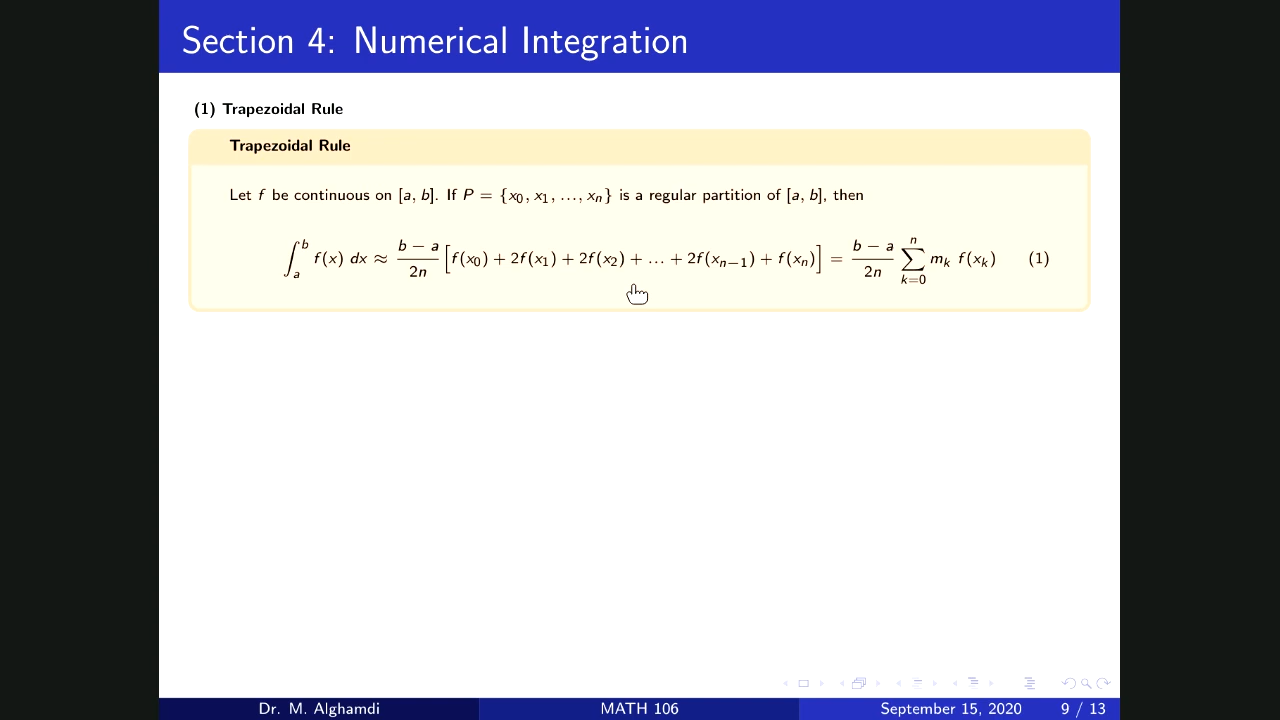 Section 4: Numerical Integration
(1) Trapezoidal Rule
Trapezoidal Rule
Let f be continuous on [a, b]. If P = {x₀, x₁, ..., xₙ} is a regular partition of [a, b], then
∫ₐᵇ f(x) dx ≈ (b − a)/(2n) [f(x₀) + 2f(x₁) + 2f(x₂) + ... + 2f(xₙ₋₁) + f(xₙ)] = (b − a)/(2n) ∑ₖ₌₀ⁿ mₖ f(xₖ) (1)
Dr. M. Alghamdi MATH 106 September 15, 2020 9 / 13